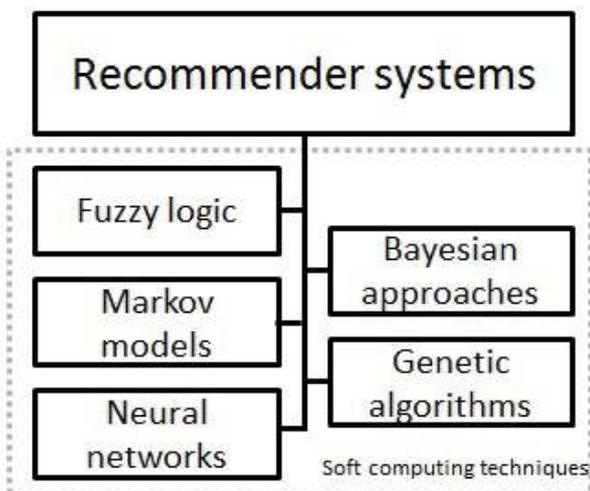 Recommender systems
Fuzzy logic
Bayesian
approaches
Markov
models
Genetic
algorithms
Neural
networks
Soft computing techniques